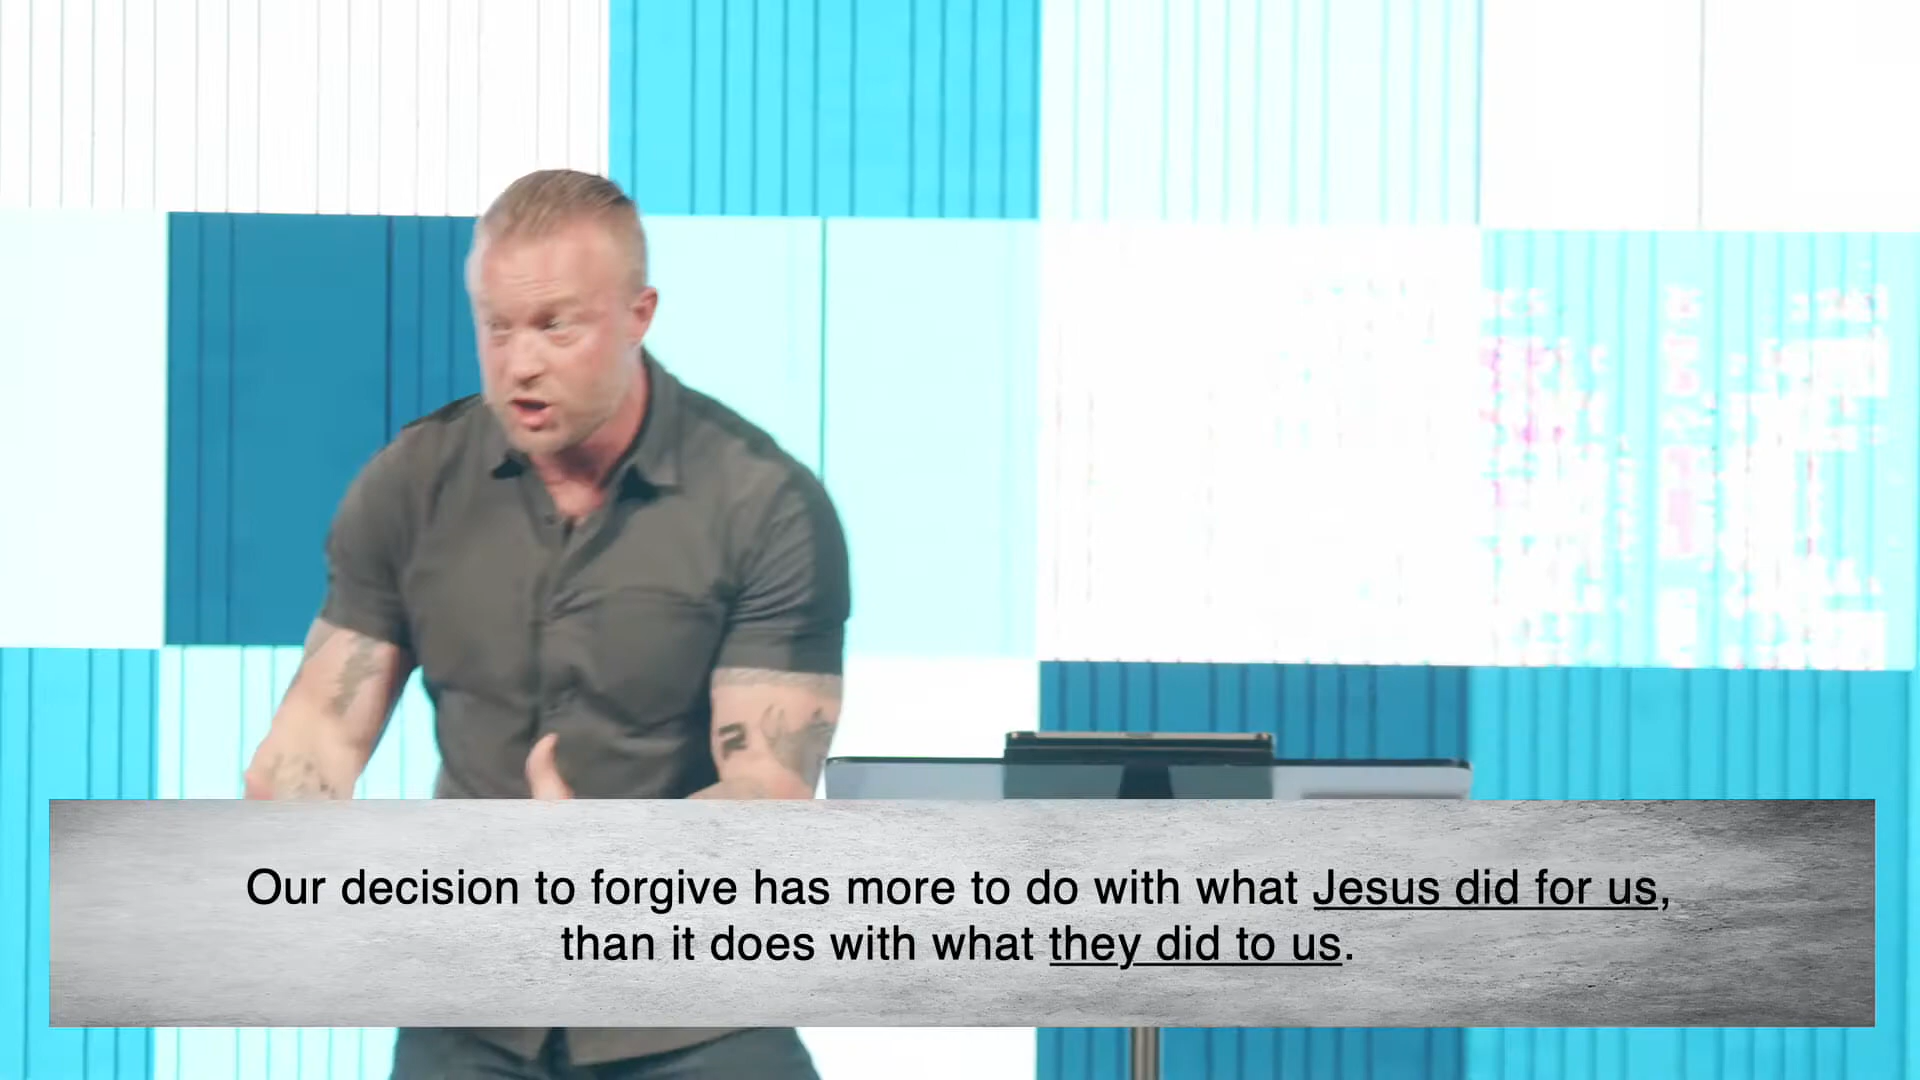 Our decision to forgive has more to do with what Jesus did for us,
than it does with what they did to us.